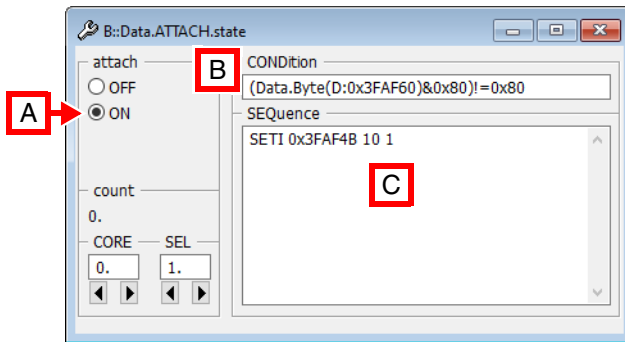 B::Data.ATTACH.state
attach
OFF
ON
A
B
CONDition
(Data.Byte(D:0x3FAF60)&0x80)!=0x80
SEQuence
SETI 0x3FAF4B 10 1
C
count
0.
CORE
SEL
0.
1.